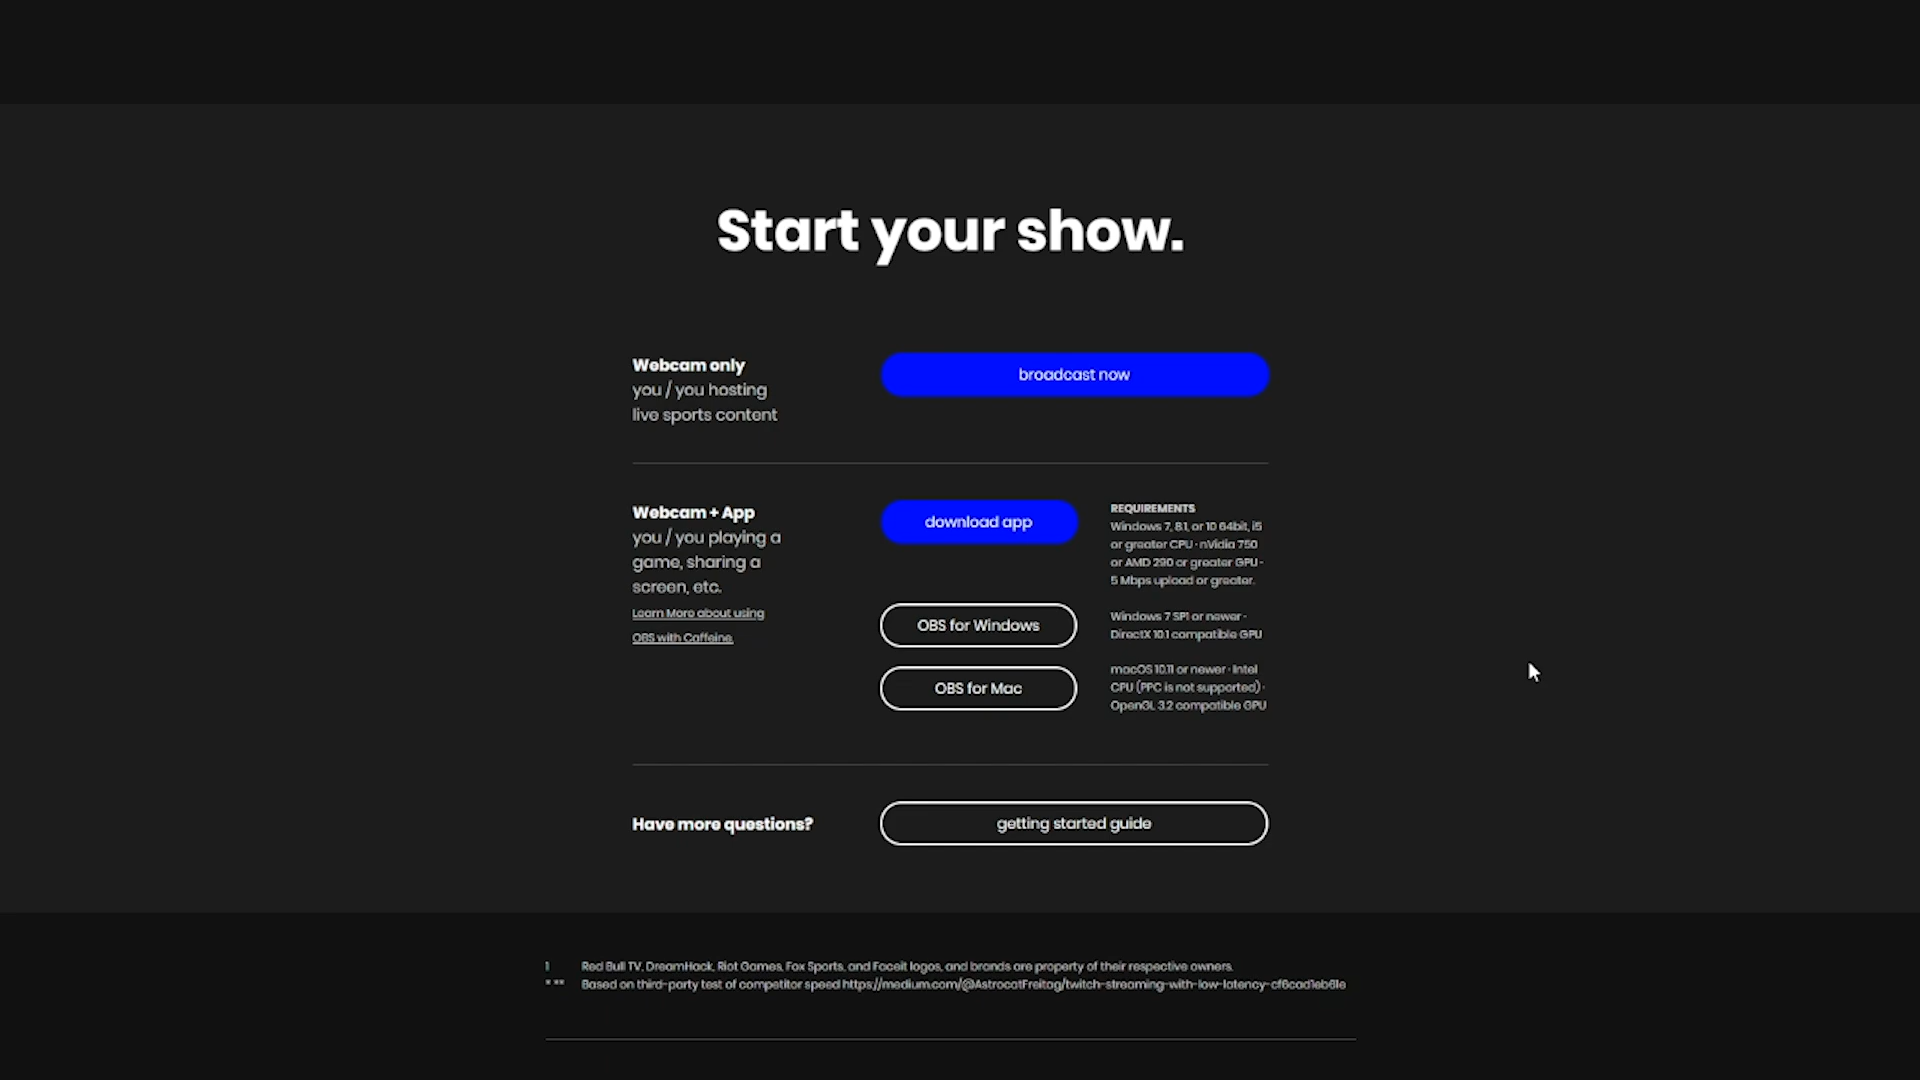 Start your show.
Webcam only
you / you hosting
live sports content
broadcast now
Webcam + App
you / you playing a
game, sharing a
screen, etc.
Learn More about using
OBS with Caffeine.
download app
OBS for Windows
OBS for Mac
REQUIREMENTS
Windows 7, 8.1, or 10 64bit, i5
or greater CPU · nVidia 750
or AMD 290 or greater GPU ·
5 Mbps upload or greater.
Windows 7 SP1 or newer ·
DirectX 10.1 compatible GPU
macOS 10.11 or newer · Intel
CPU (PPC is not supported) ·
OpenGL 3.2 compatible GPU
Have more questions?
getting started guide
1 Red Bull TV, DreamHack, Riot Games, Fox Sports, and Faceit logos, and brands are property of their respective owners.
* ** Based on third-party test of competitor speed https://medium.com/@AstrocatFreitag/twitch-streaming-with-low-latency-cf6cad1eb61e